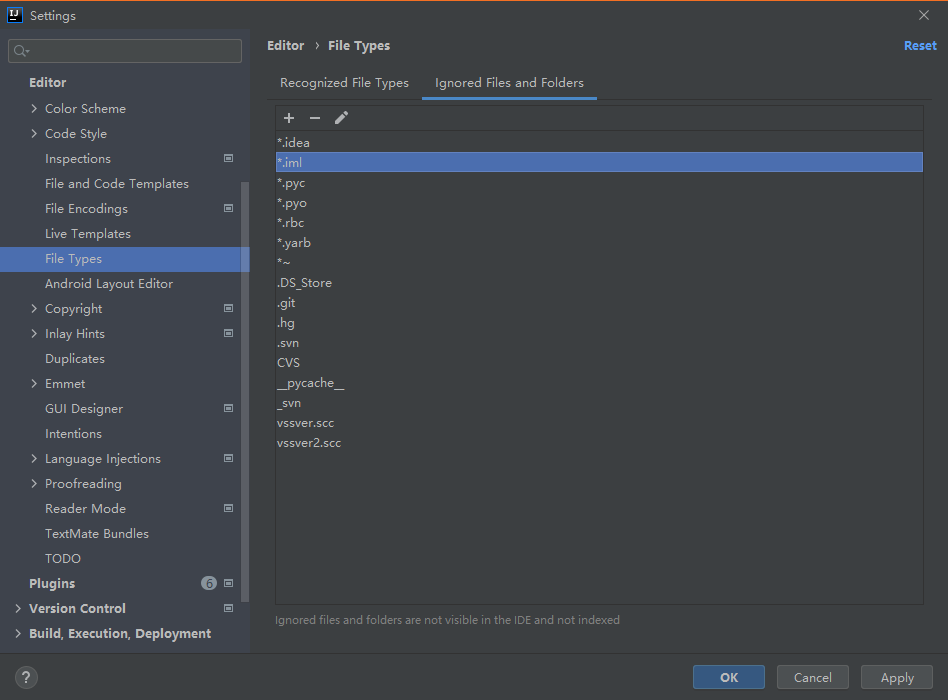 IJ
Settings
Editor › File Types
Reset
Editor
Color Scheme
Code Style
Inspections
File and Code Templates
File Encodings
Live Templates
File Types
Android Layout Editor
Copyright
Inlay Hints
Duplicates
Emmet
GUI Designer
Intentions
Language Injections
Proofreading
Reader Mode
TextMate Bundles
TODO
Plugins 6
Version Control
Build, Execution, Deployment
Recognized File Types
Ignored Files and Folders
*.idea
*.iml
*.pyc
*.pyo
*.rbc
*.yarb
*~
.DS_Store
.git
.hg
.svn
CVS
__pycache__
_svn
vssver.scc
vssver2.scc
Ignored files and folders are not visible in the IDE and not indexed
?
OK
Cancel
Apply